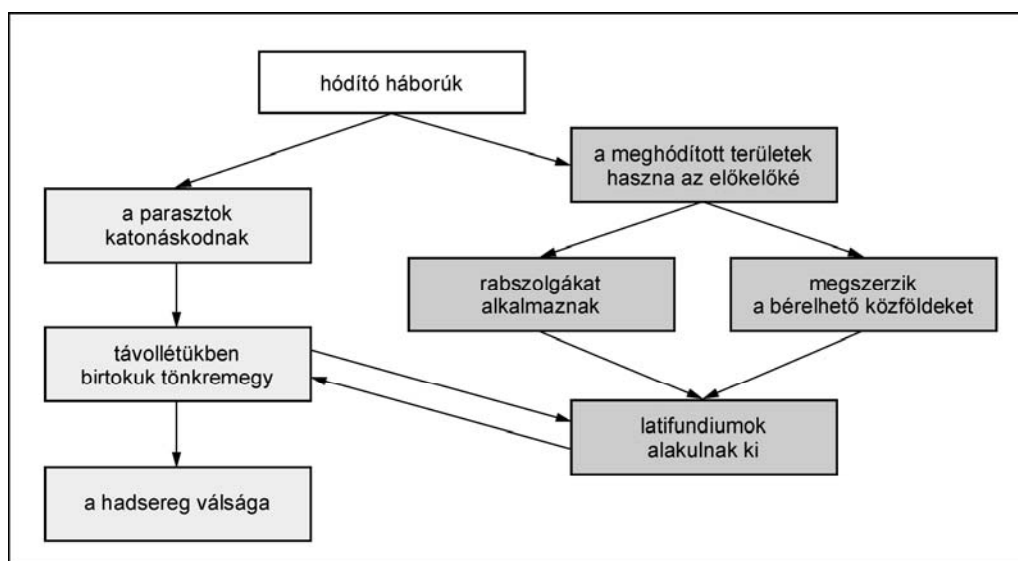 hódító háborúk
a meghódított területek
haszna az előkelőké
a parasztok
katonáskodnak
rabszolgákat
alkalmaznak
megszerzik
a bérelhető közföldeket
távollétükben
birtokuk tönkremegy
latifundiumok
alakulnak ki
a hadsereg válsága